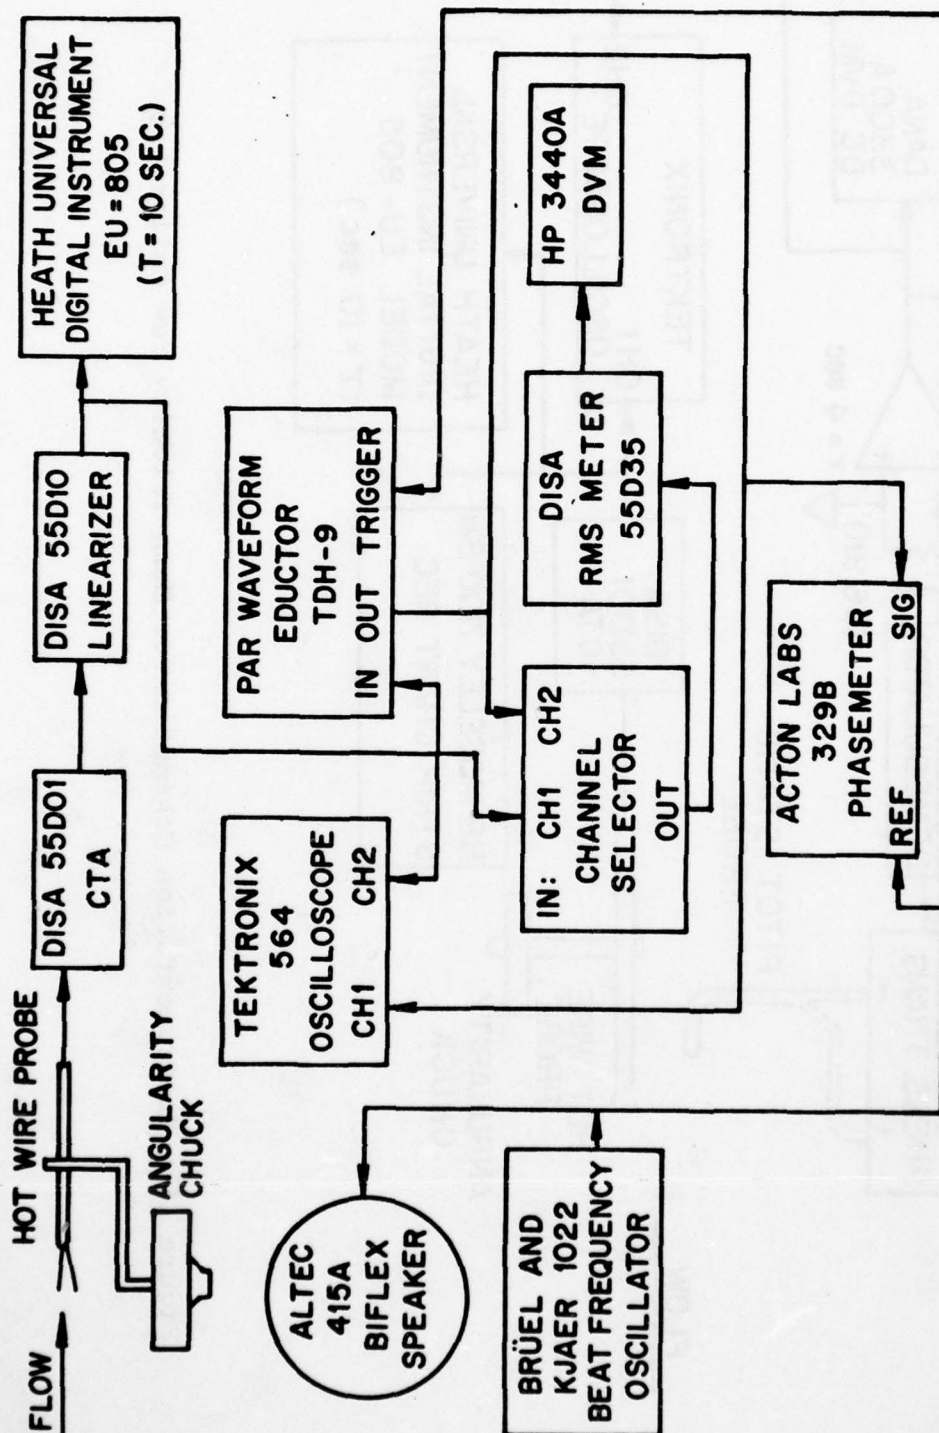 FLOW
HOT WIRE PROBE
ANGULARITY
CHUCK
DISA 55D01
CTA
DISA 55D10
LINEARIZER
HEATH UNIVERSAL
DIGITAL INSTRUMENT
EU=805
(T = 10 SEC.)
ALTEC
415A
BIFLEX
SPEAKER
TEKTRONIX
564
OSCILLOSCOPE
CH1 CH2
PAR WAVEFORM
EDUCTOR
TDH-9
IN OUT TRIGGER
BRÜEL AND
KJAER 1022
BEAT FREQUENCY
OSCILLATOR
IN: CH1 CH2
CHANNEL
SELECTOR
OUT
DISA
RMS METER
55D35
HP 3440A
DVM
ACTON LABS
329B
PHASEMETER
REF SIG